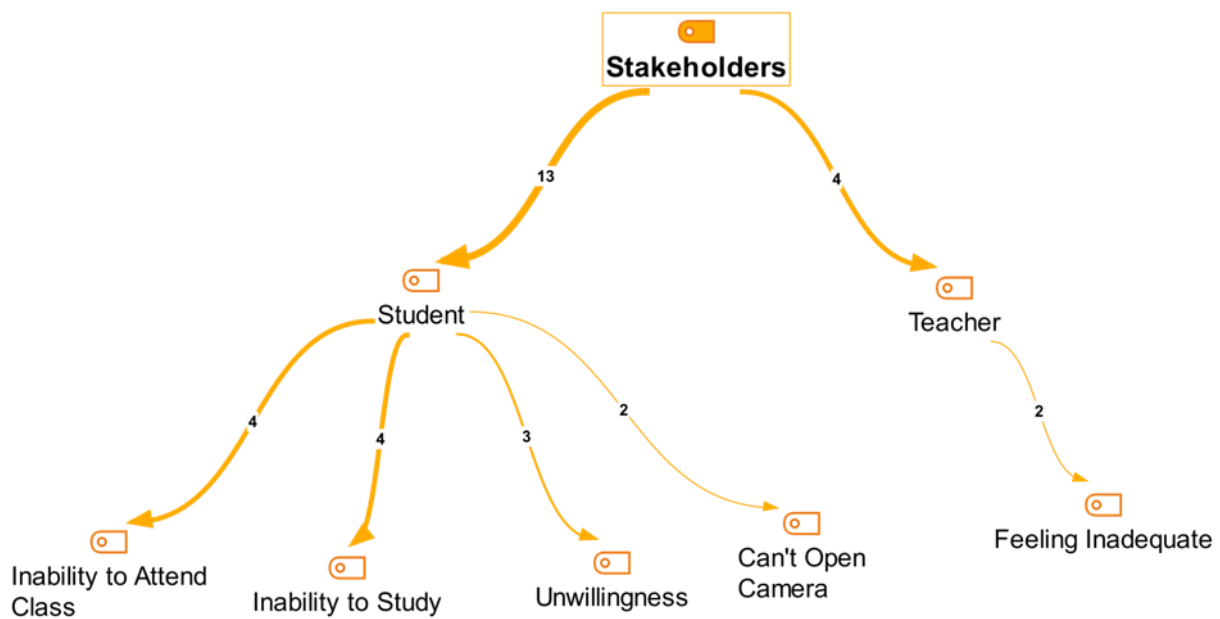 Stakeholders
13
4
Student
Teacher
4
4
3
2
2
Inability to Attend
Class
Inability to Study
Unwillingness
Can't Open
Camera
Feeling Inadequate